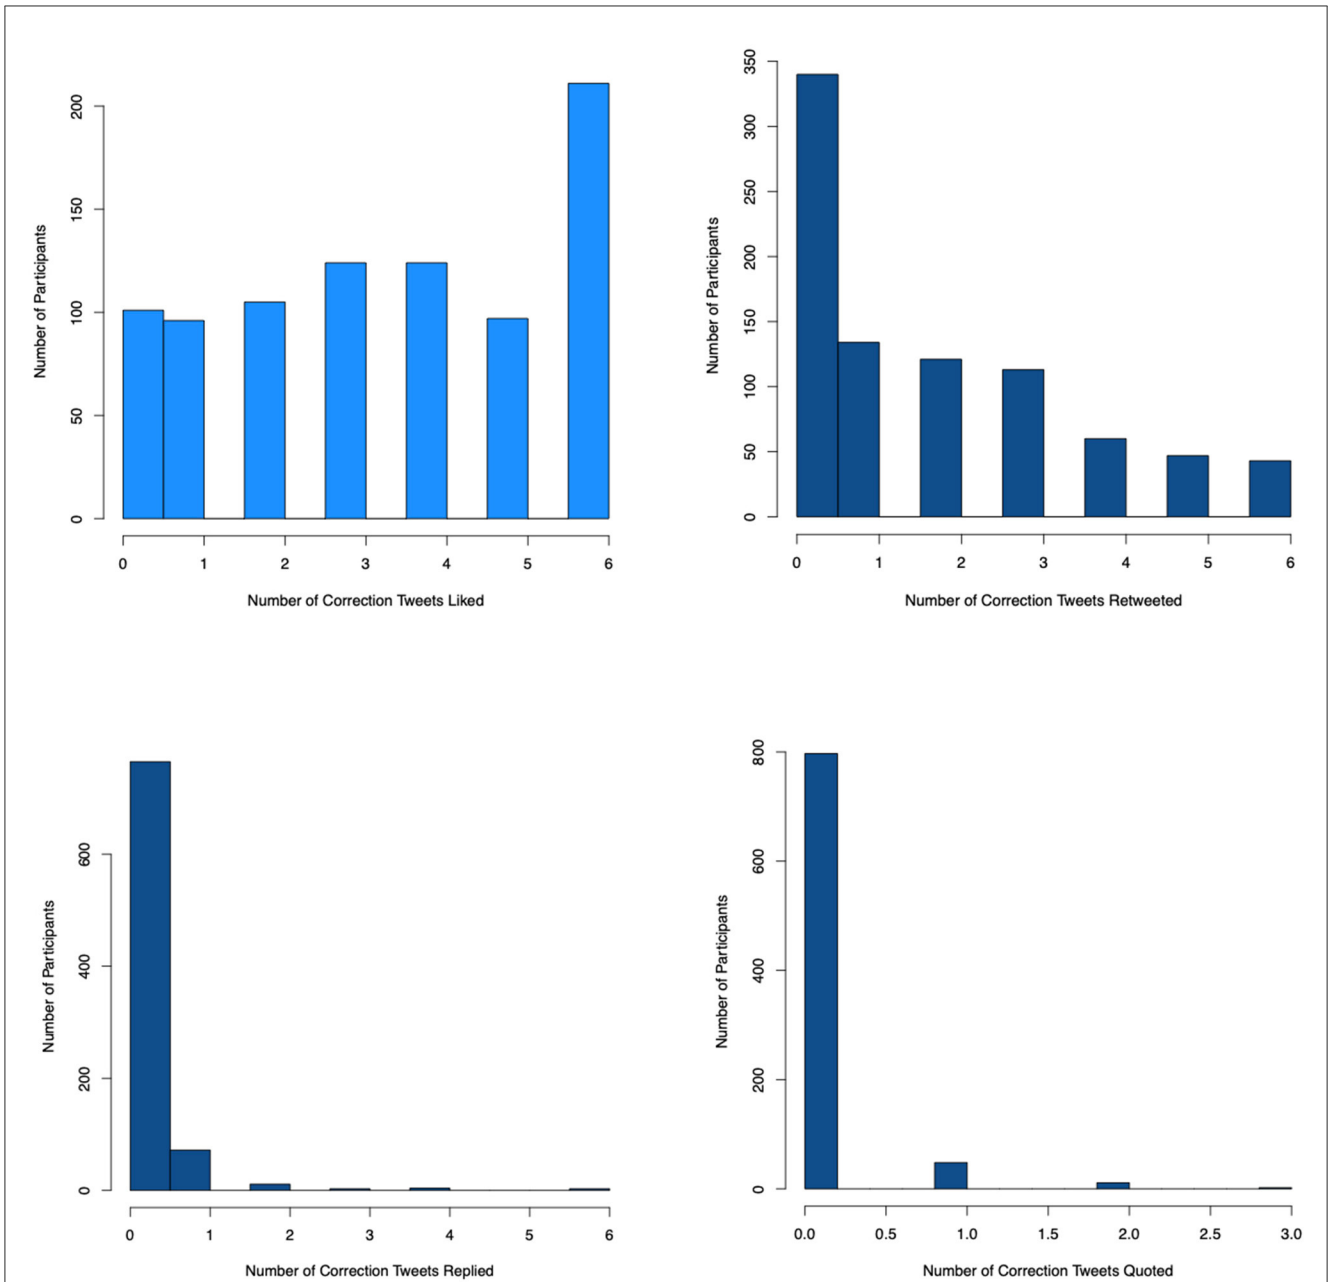 Number of Participants
0
50
100
150
200
0 1 2 3 4 5 6
Number of Correction Tweets Liked
Number of Participants
0
50
100
150
200
250
300
350
0 1 2 3 4 5 6
Number of Correction Tweets Retweeted
Number of Participants
0
200
400
600
0 1 2 3 4 5 6
Number of Correction Tweets Replied
Number of Participants
0
200
400
600
800
0.0 0.5 1.0 1.5 2.0 2.5 3.0
Number of Correction Tweets Quoted